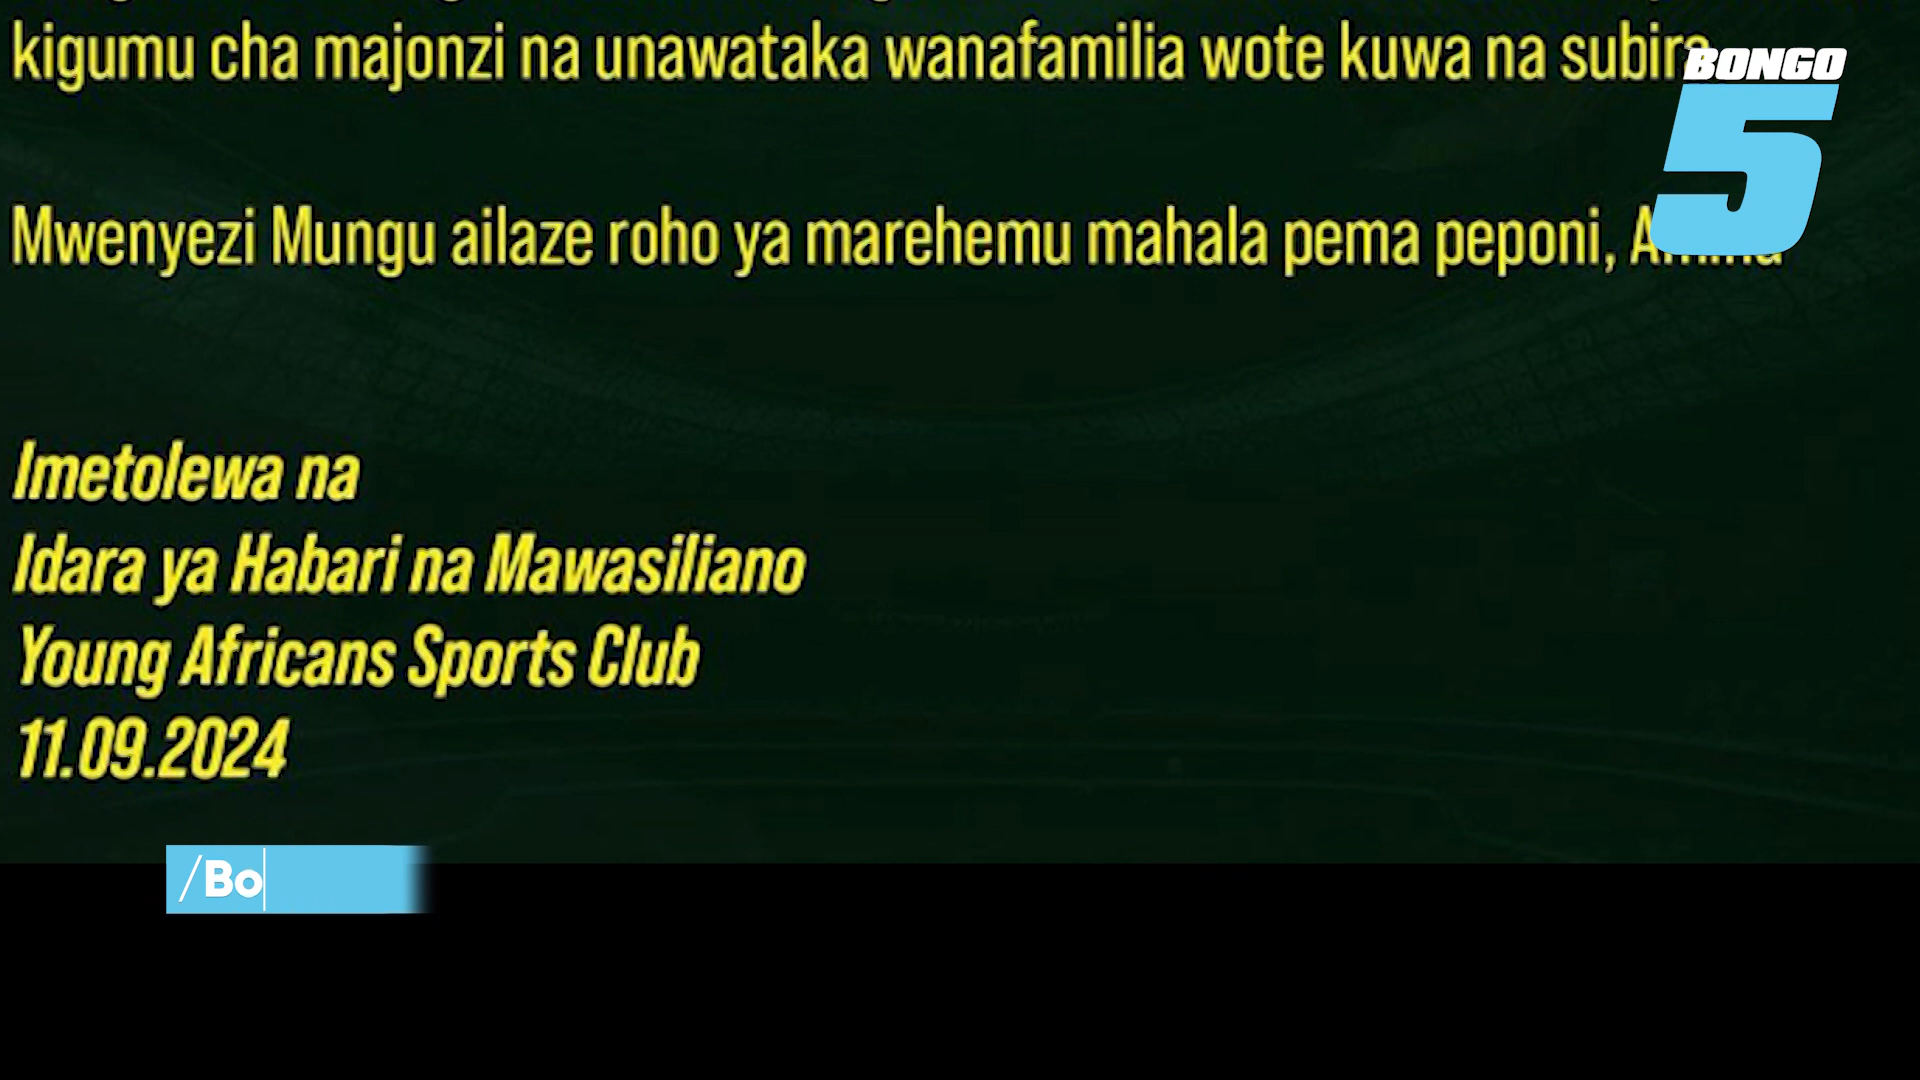 kigumu cha majonzi na unawataka wanafamilia wote kuwa na subira
BONGO
5
Mwenyezi Mungu ailaze roho ya marehemu mahala pema peponi,
Imetolewa na
Idara ya Habari na Mawasiliano
Young Africans Sports Club
11.09.2024
/Bo